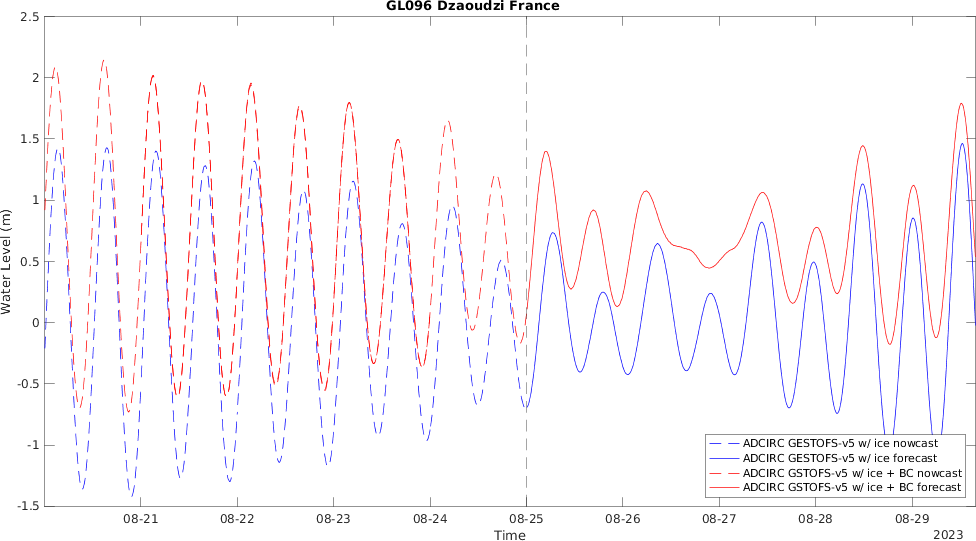 GL096 Dzaoudzi France
2.5
2
1.5
1
0.5
0
-0.5
-1
-1.5
Water Level (m)
ADCIRC GESTOFS-v5 w/ ice nowcast
ADCIRC GESTOFS-v5 w/ ice forecast
ADCIRC GSTOFS-v5 w/ ice + BC nowcast
ADCIRC GSTOFS-v5 w/ ice + BC forecast
08-21 08-22 08-23 08-24 08-25 08-26 08-27 08-28 08-29
Time
2023